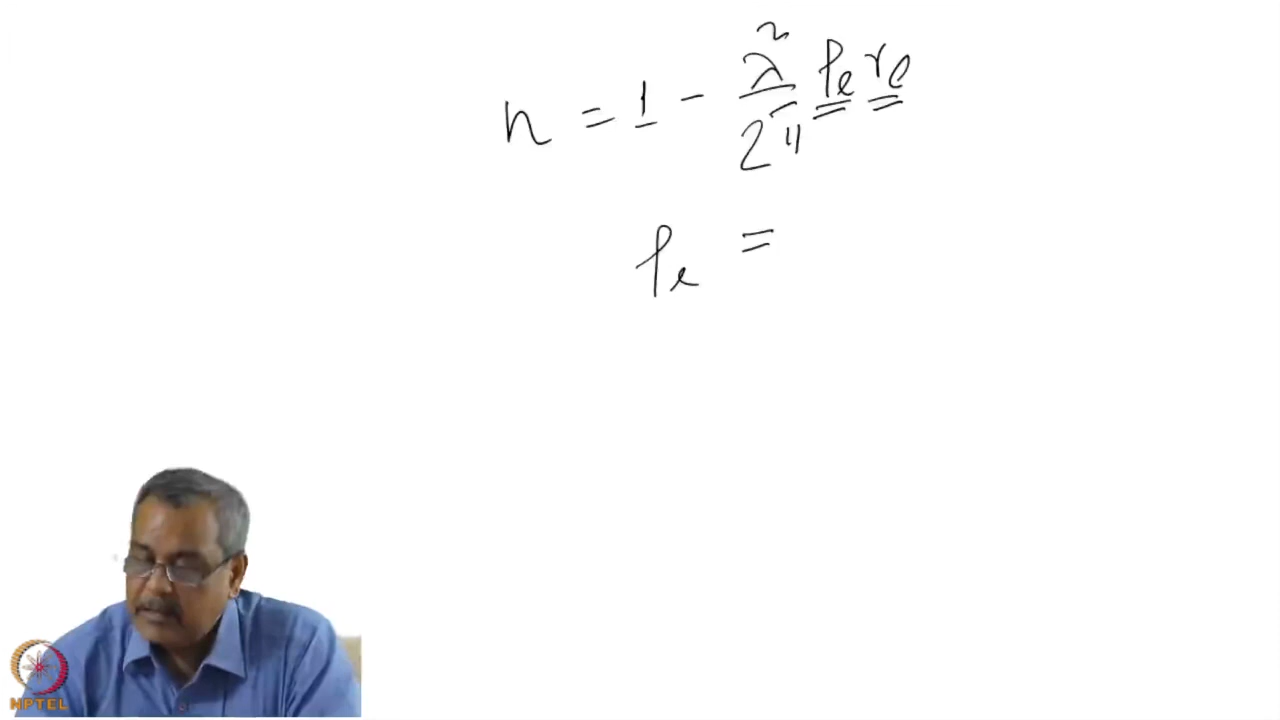 n = 1 - λ²/2π ρe re
ρe =
NPTEL